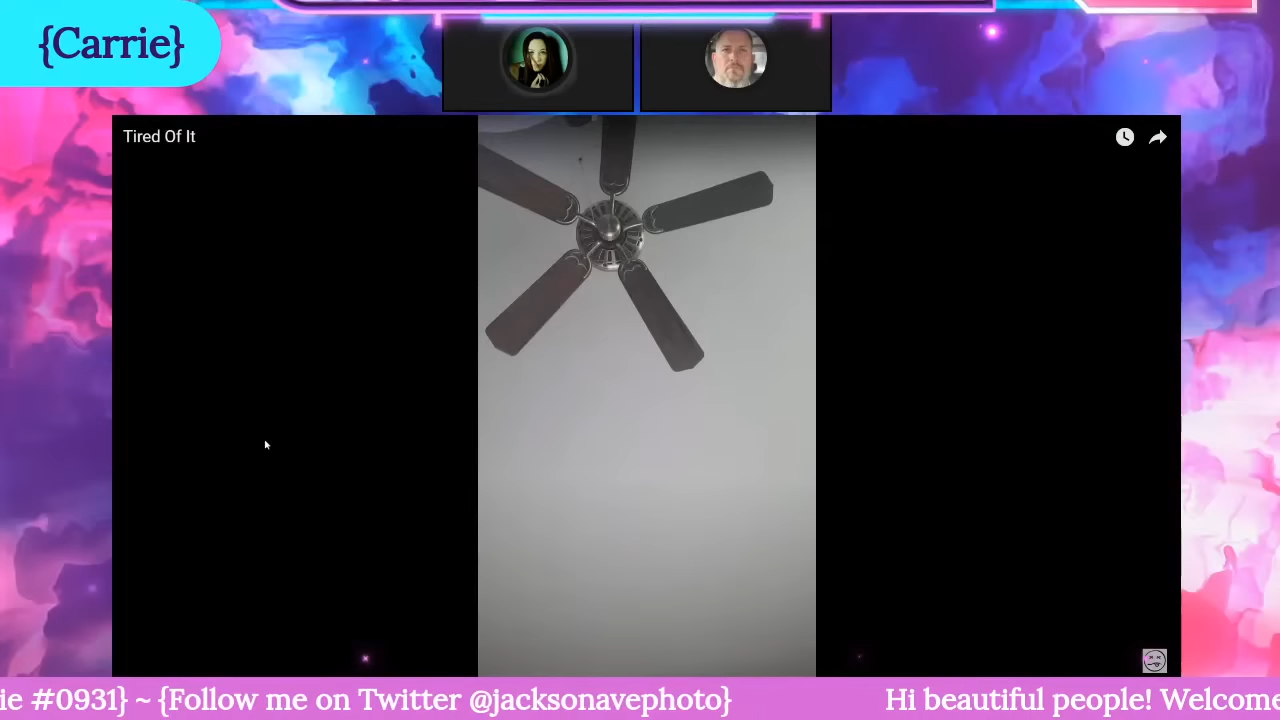 {Carrie}
Tired Of It
ie #0931} ~ {Follow me on Twitter @jacksonavephoto}
Hi beautiful people! Welcome